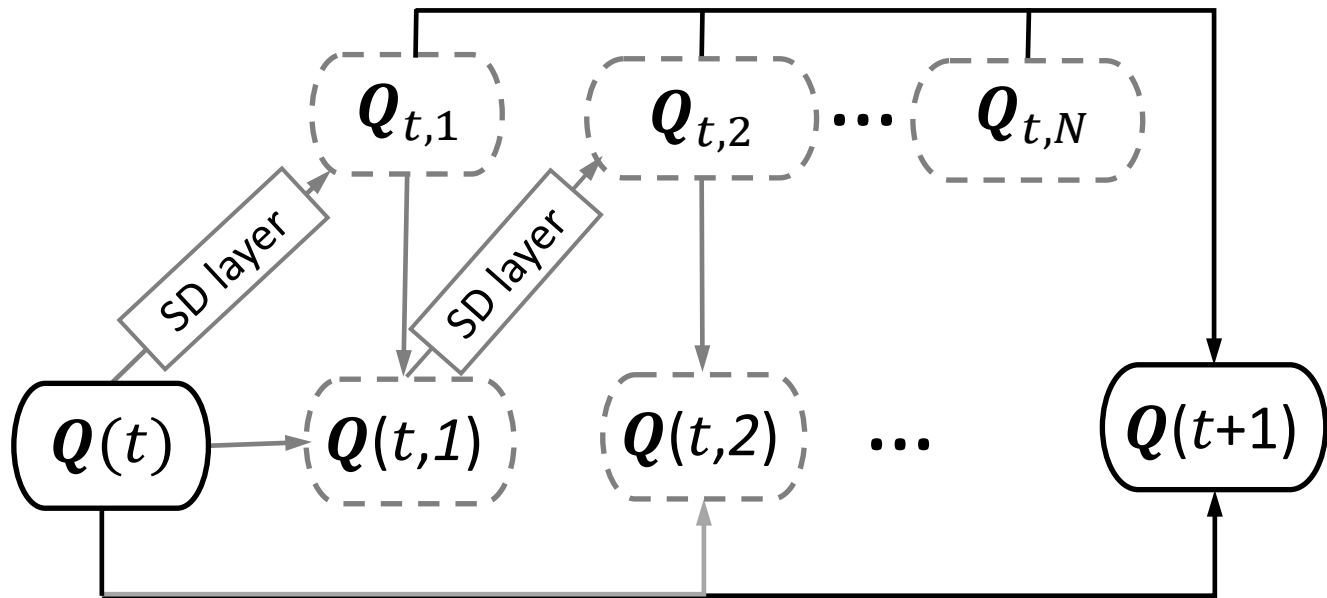 Q_{t,1}
Q_{t,2}
...
Q_{t,N}
SD layer
SD layer
Q(t)
Q(t,1)
Q(t,2)
...
Q(t+1)